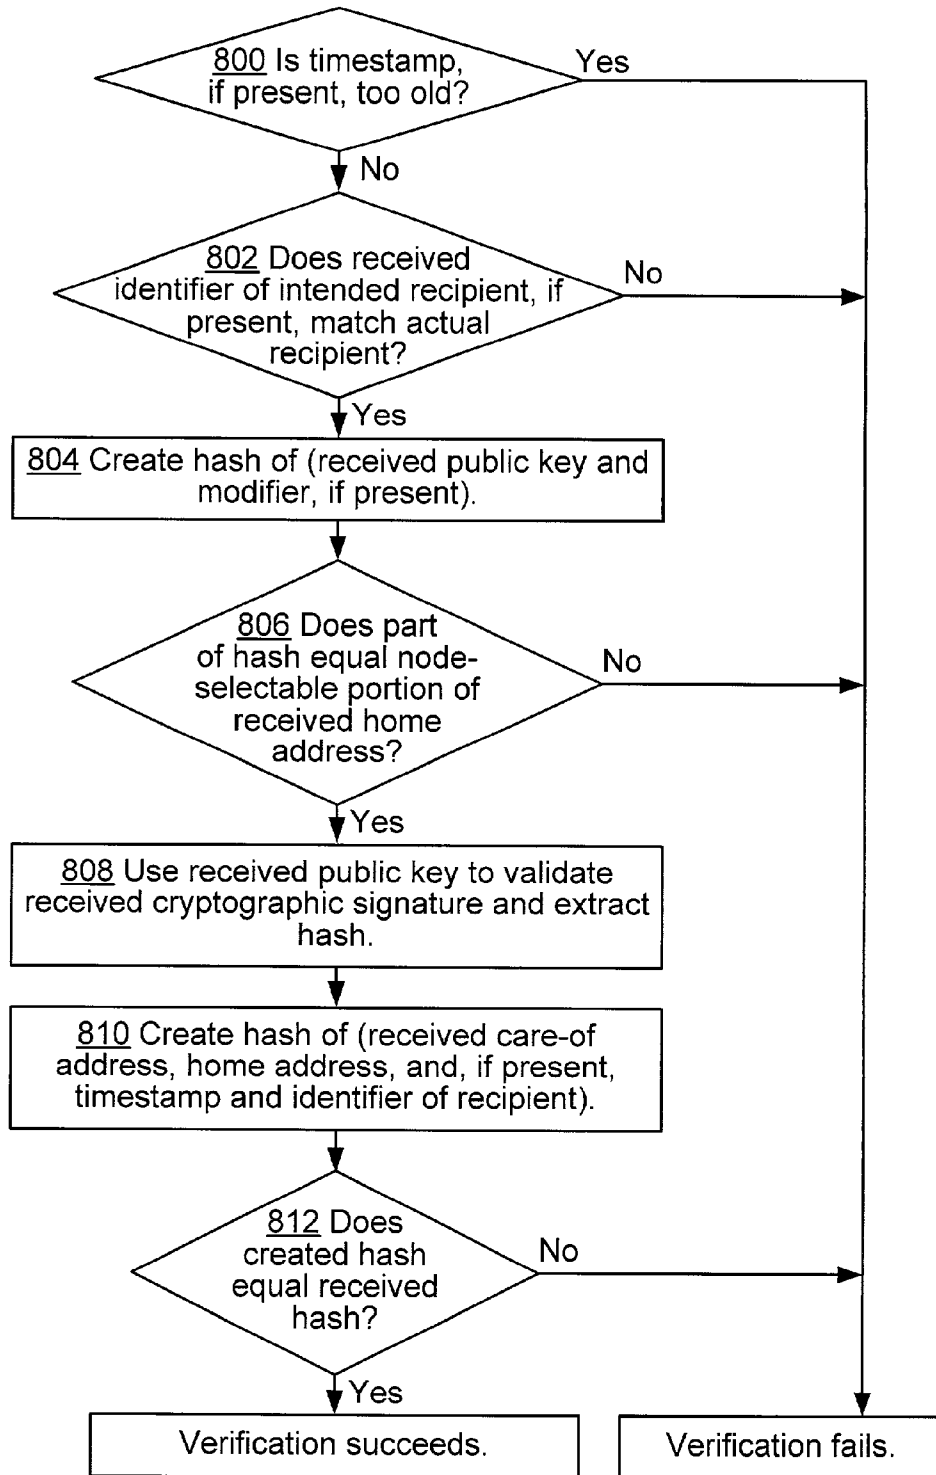 800 Is timestamp,
if present, too old?
Yes
No
802 Does received
identifier of intended recipient, if
present, match actual
recipient?
No
Yes
804 Create hash of (received public key and
modifier, if present).
806 Does part
of hash equal node-
selectable portion of
received home
address?
No
Yes
808 Use received public key to validate
received cryptographic signature and extract
hash.
810 Create hash of (received care-of
address, home address, and, if present,
timestamp and identifier of recipient).
812 Does
created hash
equal received
hash?
No
Yes
Verification succeeds.
Verification fails.